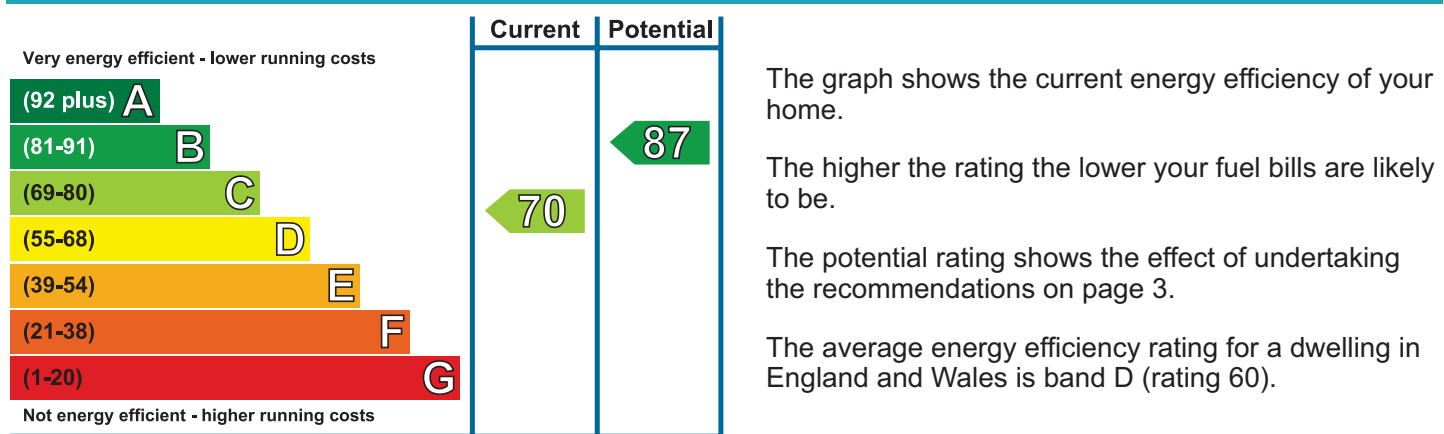 Current Potential
Very energy efficient - lower running costs
(92 plus) A
(81-91) B
87
(69-80) C
70
(55-68) D
(39-54) E
(21-38) F
(1-20) G
Not energy efficient - higher running costs
The graph shows the current energy efficiency of your
home.
The higher the rating the lower your fuel bills are likely
to be.
The potential rating shows the effect of undertaking
the recommendations on page 3.
The average energy efficiency rating for a dwelling in
England and Wales is band D (rating 60).